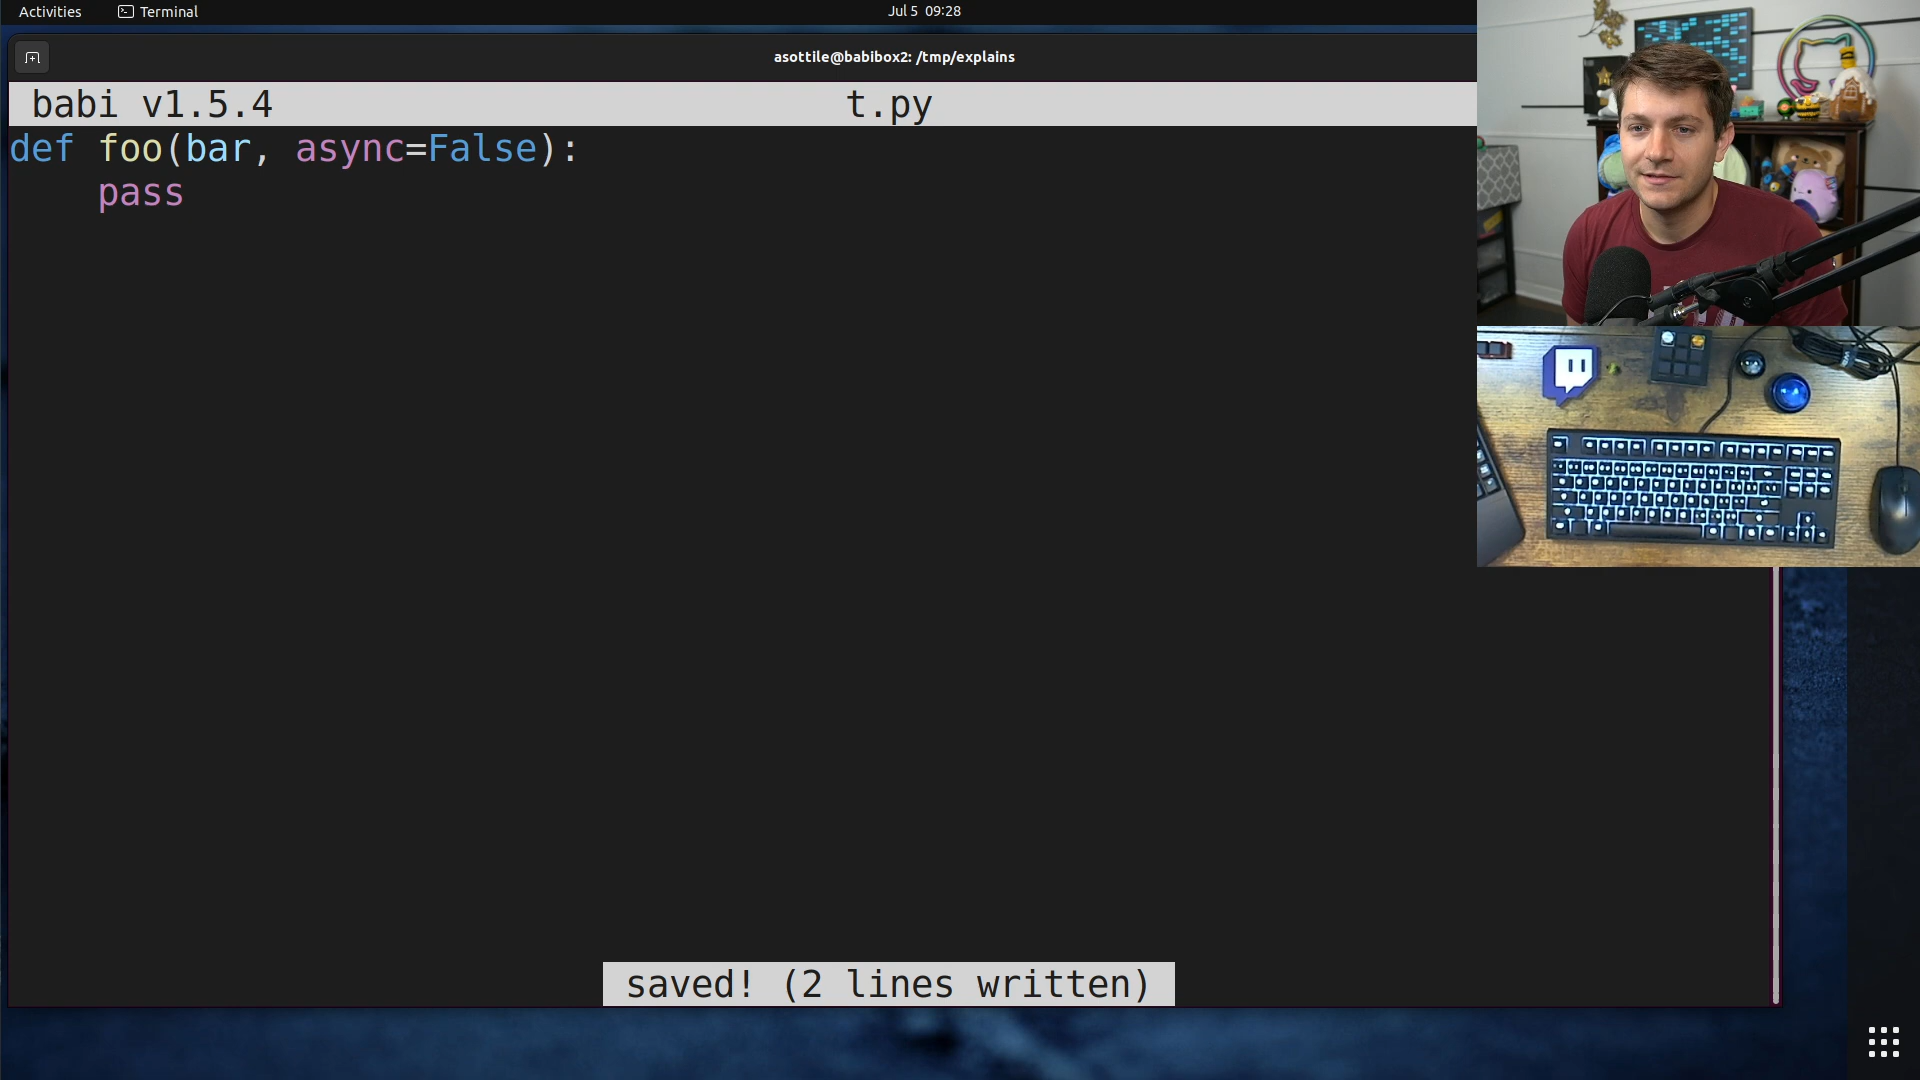 Activities Terminal Jul 5 09:28
asottile@babibox2: /tmp/explains
babi v1.5.4 t.py
def foo(bar, async=False):
    pass
saved! (2 lines written)